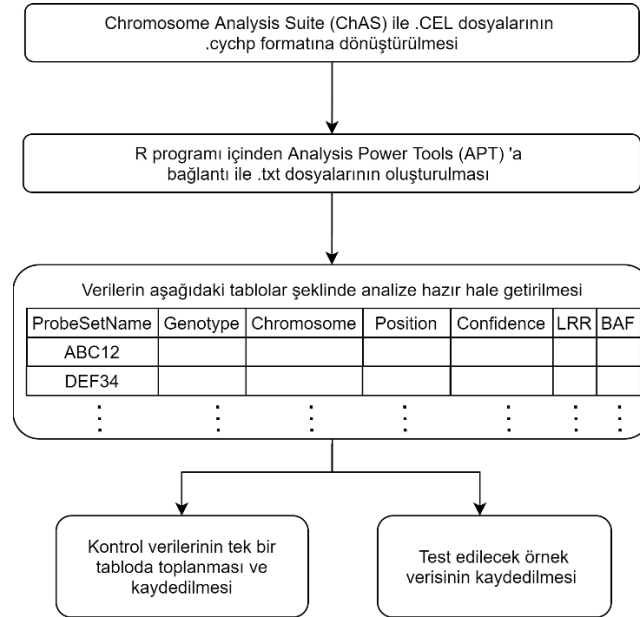 Chromosome Analysis Suite (ChAS) ile .CEL dosyalarının
.cychp formatına dönüştürülmesi
R programı içinden Analysis Power Tools (APT) 'a
bağlantı ile .txt dosyalarının oluşturulması
Verilerin aşağıdaki tablolar şeklinde analize hazır hale getirilmesi
ProbeSetName Genotype Chromosome Position Confidence LRR BAF
ABC12
DEF34
Kontrol verilerinin tek bir
tabloda toplanması ve
kaydedilmesi
Test edilecek örnek
verisinin kaydedilmesi